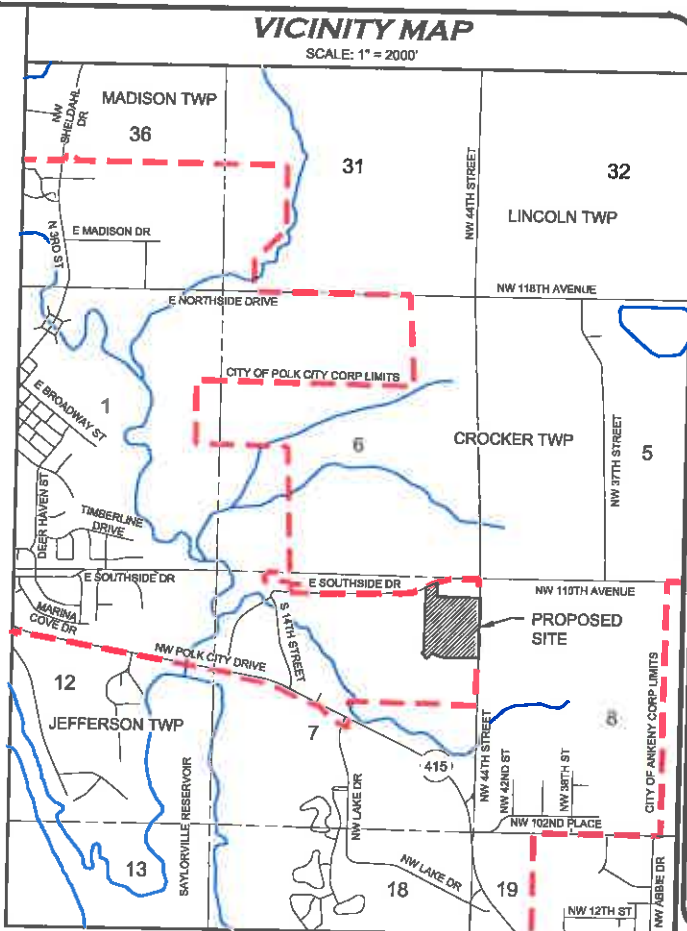 VICINITY MAP
SCALE: 1" = 2000'
MADISON TWP
NW
SHELDAHL
DR
36
31
32
NW 44TH STREET
LINCOLN TWP
N 3RD ST
E MADISON DR
NW 118TH AVENUE
E NORTHSIDE DRIVE
CITY OF POLK CITY CORP LIMITS
E BROADWAY ST
1
6
CROCKER TWP
NW 37TH STREET
5
DEER HAVEN ST
TIMBERLINE
DRIVE
E SOUTHSIDE DR
E SOUTHSIDE DR
NW 110TH AVENUE
MARINA
COVE DR
S 14TH STREET
PROPOSED
SITE
NW POLK CITY DRIVE
12
JEFFERSON TWP
7
8
CITY OF ANKENY CORP LIMITS
415
NW 44TH STREET
NW 42ND ST
NW 38TH ST
SAYLORVILLE RESERVOIR
NW LAKE DR
NW 102ND PLACE
13
NW LAKE DR
18
19
NW ABBIE DR
NW 12TH ST